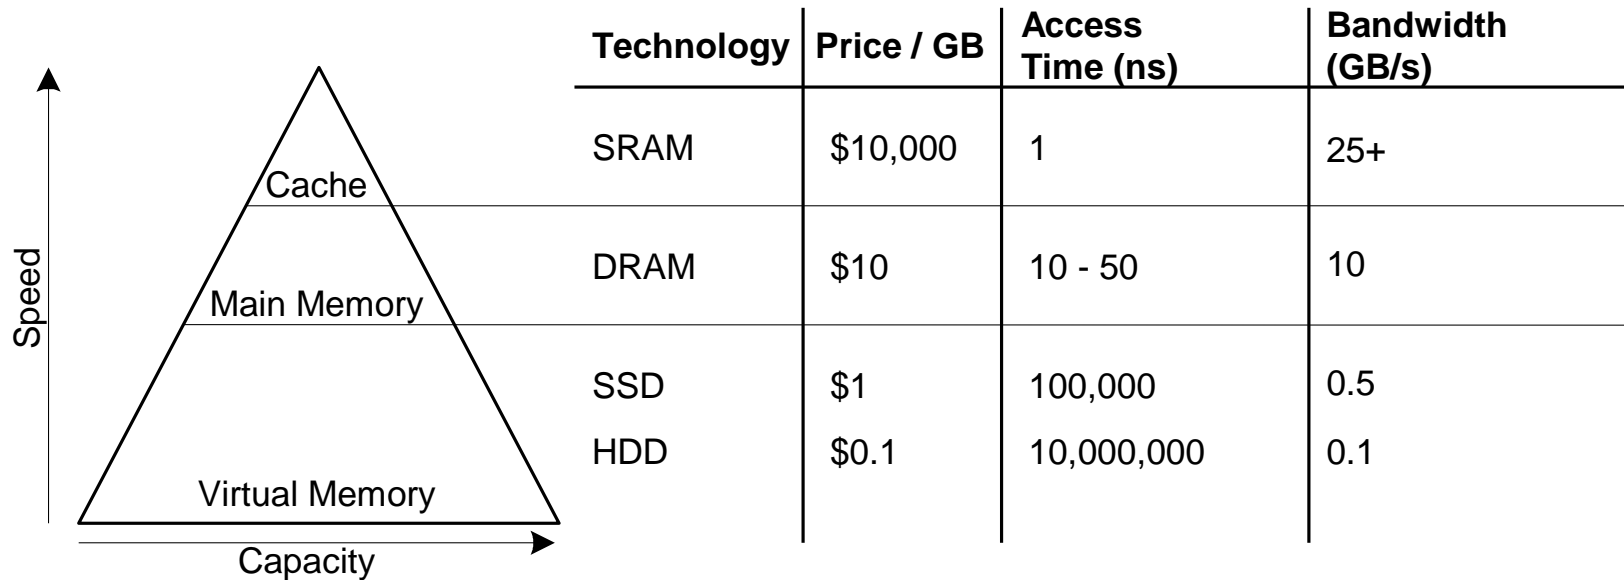 Technology Price / GB Access Time (ns) Bandwidth (GB/s)
SRAM $10,000 1 25+
DRAM $10 10 - 50 10
SSD $1 100,000 0.5
HDD $0.1 10,000,000 0.1
Speed
Cache
Main Memory
Virtual Memory
Capacity